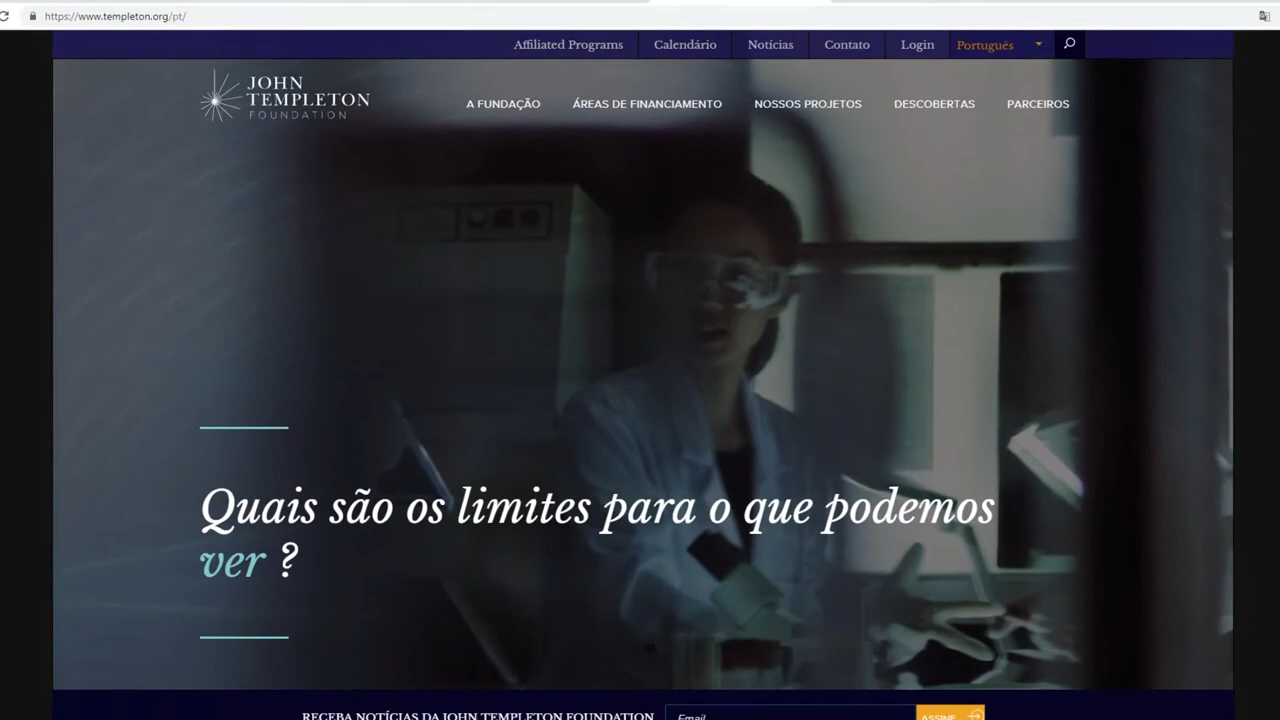 https://www.templeton.org/pt/
Affiliated Programs Calendário Notícias Contato Login Português
JOHN
TEMPLETON
FOUNDATION
A FUNDAÇÃO ÁREAS DE FINANCIAMENTO NOSSOS PROJETOS DESCOBERTAS PARCEIROS
Quais são os limites para o que podemos
ver ?
RECEBA NOTÍCIAS DA JOHN TEMPLETON FOUNDATION Email ASSINE